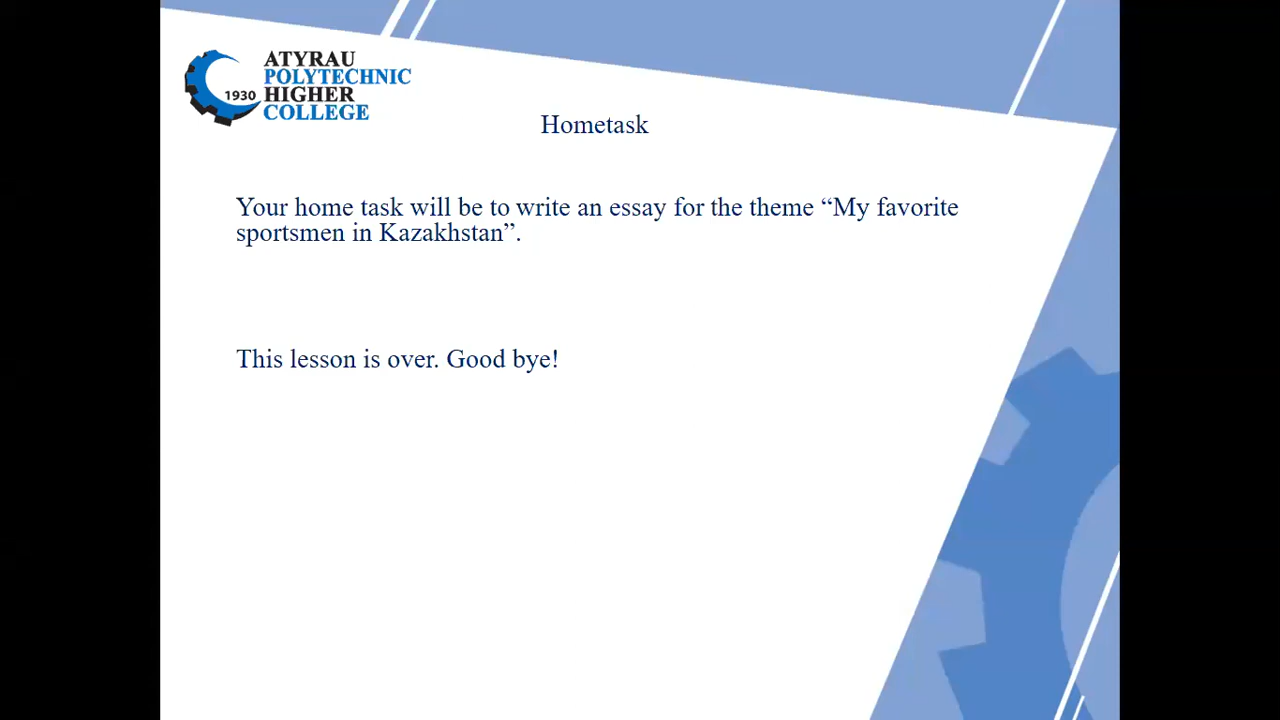 ATYRAU
POLYTECHNIC
HIGHER
COLLEGE
1930
Hometask
Your home task will be to write an essay for the theme “My favorite
sportsmen in Kazakhstan”.
This lesson is over. Good bye!